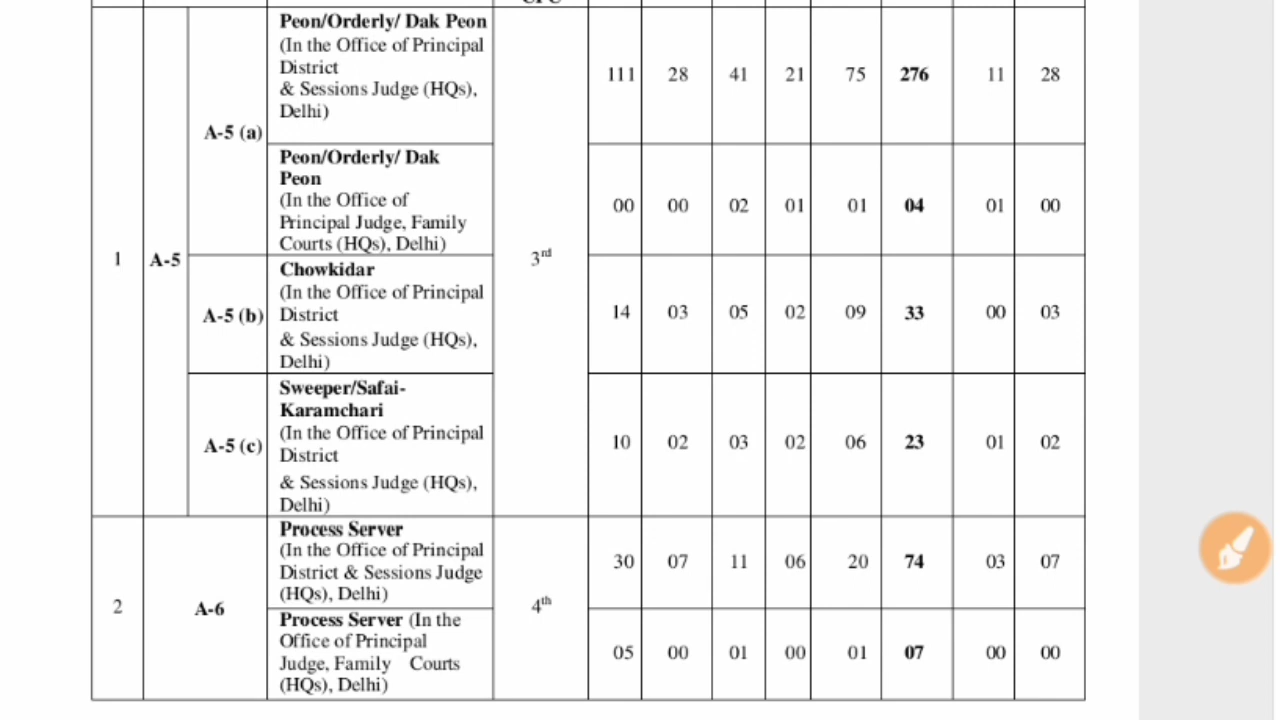 Peon/Orderly/ Dak Peon
(In the Office of Principal
District
& Sessions Judge (HQs),
Delhi)
111 28 41 21 75 276 11 28
A-5 (a)
Peon/Orderly/ Dak
Peon
(In the Office of
Principal Judge, Family
Courts (HQs), Delhi)
00 00 02 01 01 04 01 00
1 A-5
3rd
Chowkidar
(In the Office of Principal
District
& Sessions Judge (HQs),
Delhi)
A-5 (b)
14 03 05 02 09 33 00 03
Sweeper/Safai-
Karamchari
(In the Office of Principal
District
& Sessions Judge (HQs),
Delhi)
A-5 (c)
10 02 03 02 06 23 01 02
2 A-6
Process Server
(In the Office of Principal
District & Sessions Judge
(HQs), Delhi)
4th
30 07 11 06 20 74 03 07
Process Server (In the
Office of Principal
Judge, Family Courts
(HQs), Delhi)
05 00 01 00 01 07 00 00